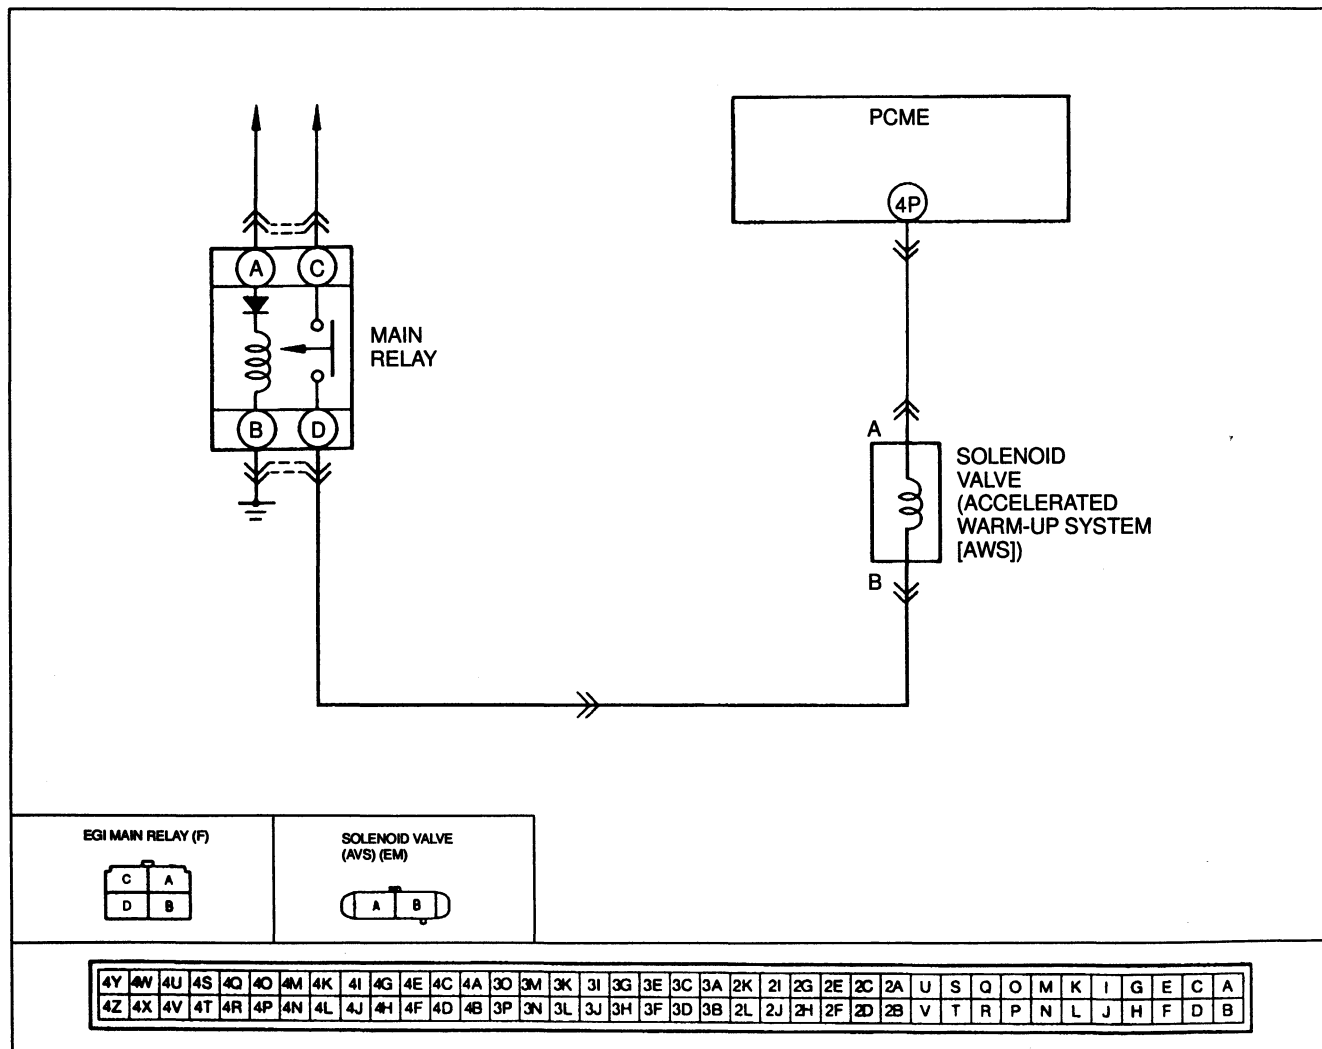 PCME
4P
A C
MAIN
RELAY
B D
A
SOLENOID
VALVE
(ACCELERATED
WARM-UP SYSTEM
[AWS])
B
EGI MAIN RELAY (F)
C A
D B
SOLENOID VALVE
(AVS) (EM)
A B
4Y 4W 4U 4S 4Q 4O 4M 4K 4I 4G 4E 4C 4A 3O 3M 3K 3I 3G 3E 3C 3A 2K 2I 2G 2E 2C 2A U S Q O M K I G E C A
4Z 4X 4V 4T 4R 4P 4N 4L 4J 4H 4F 4D 4B 3P 3N 3L 3J 3H 3F 3D 3B 2L 2J 2H 2F 2D 2B V T R P N L J H F D B